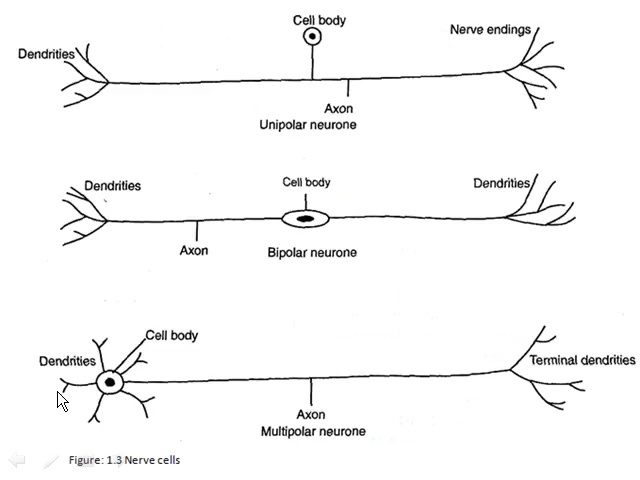 Cell body
Nerve endings
Dendrities
Axon
Unipolar neurone
Dendrities
Cell body
Dendrities
Axon
Bipolar neurone
Cell body
Dendrities
Terminal dendrities
Axon
Multipolar neurone
Figure: 1.3 Nerve cells